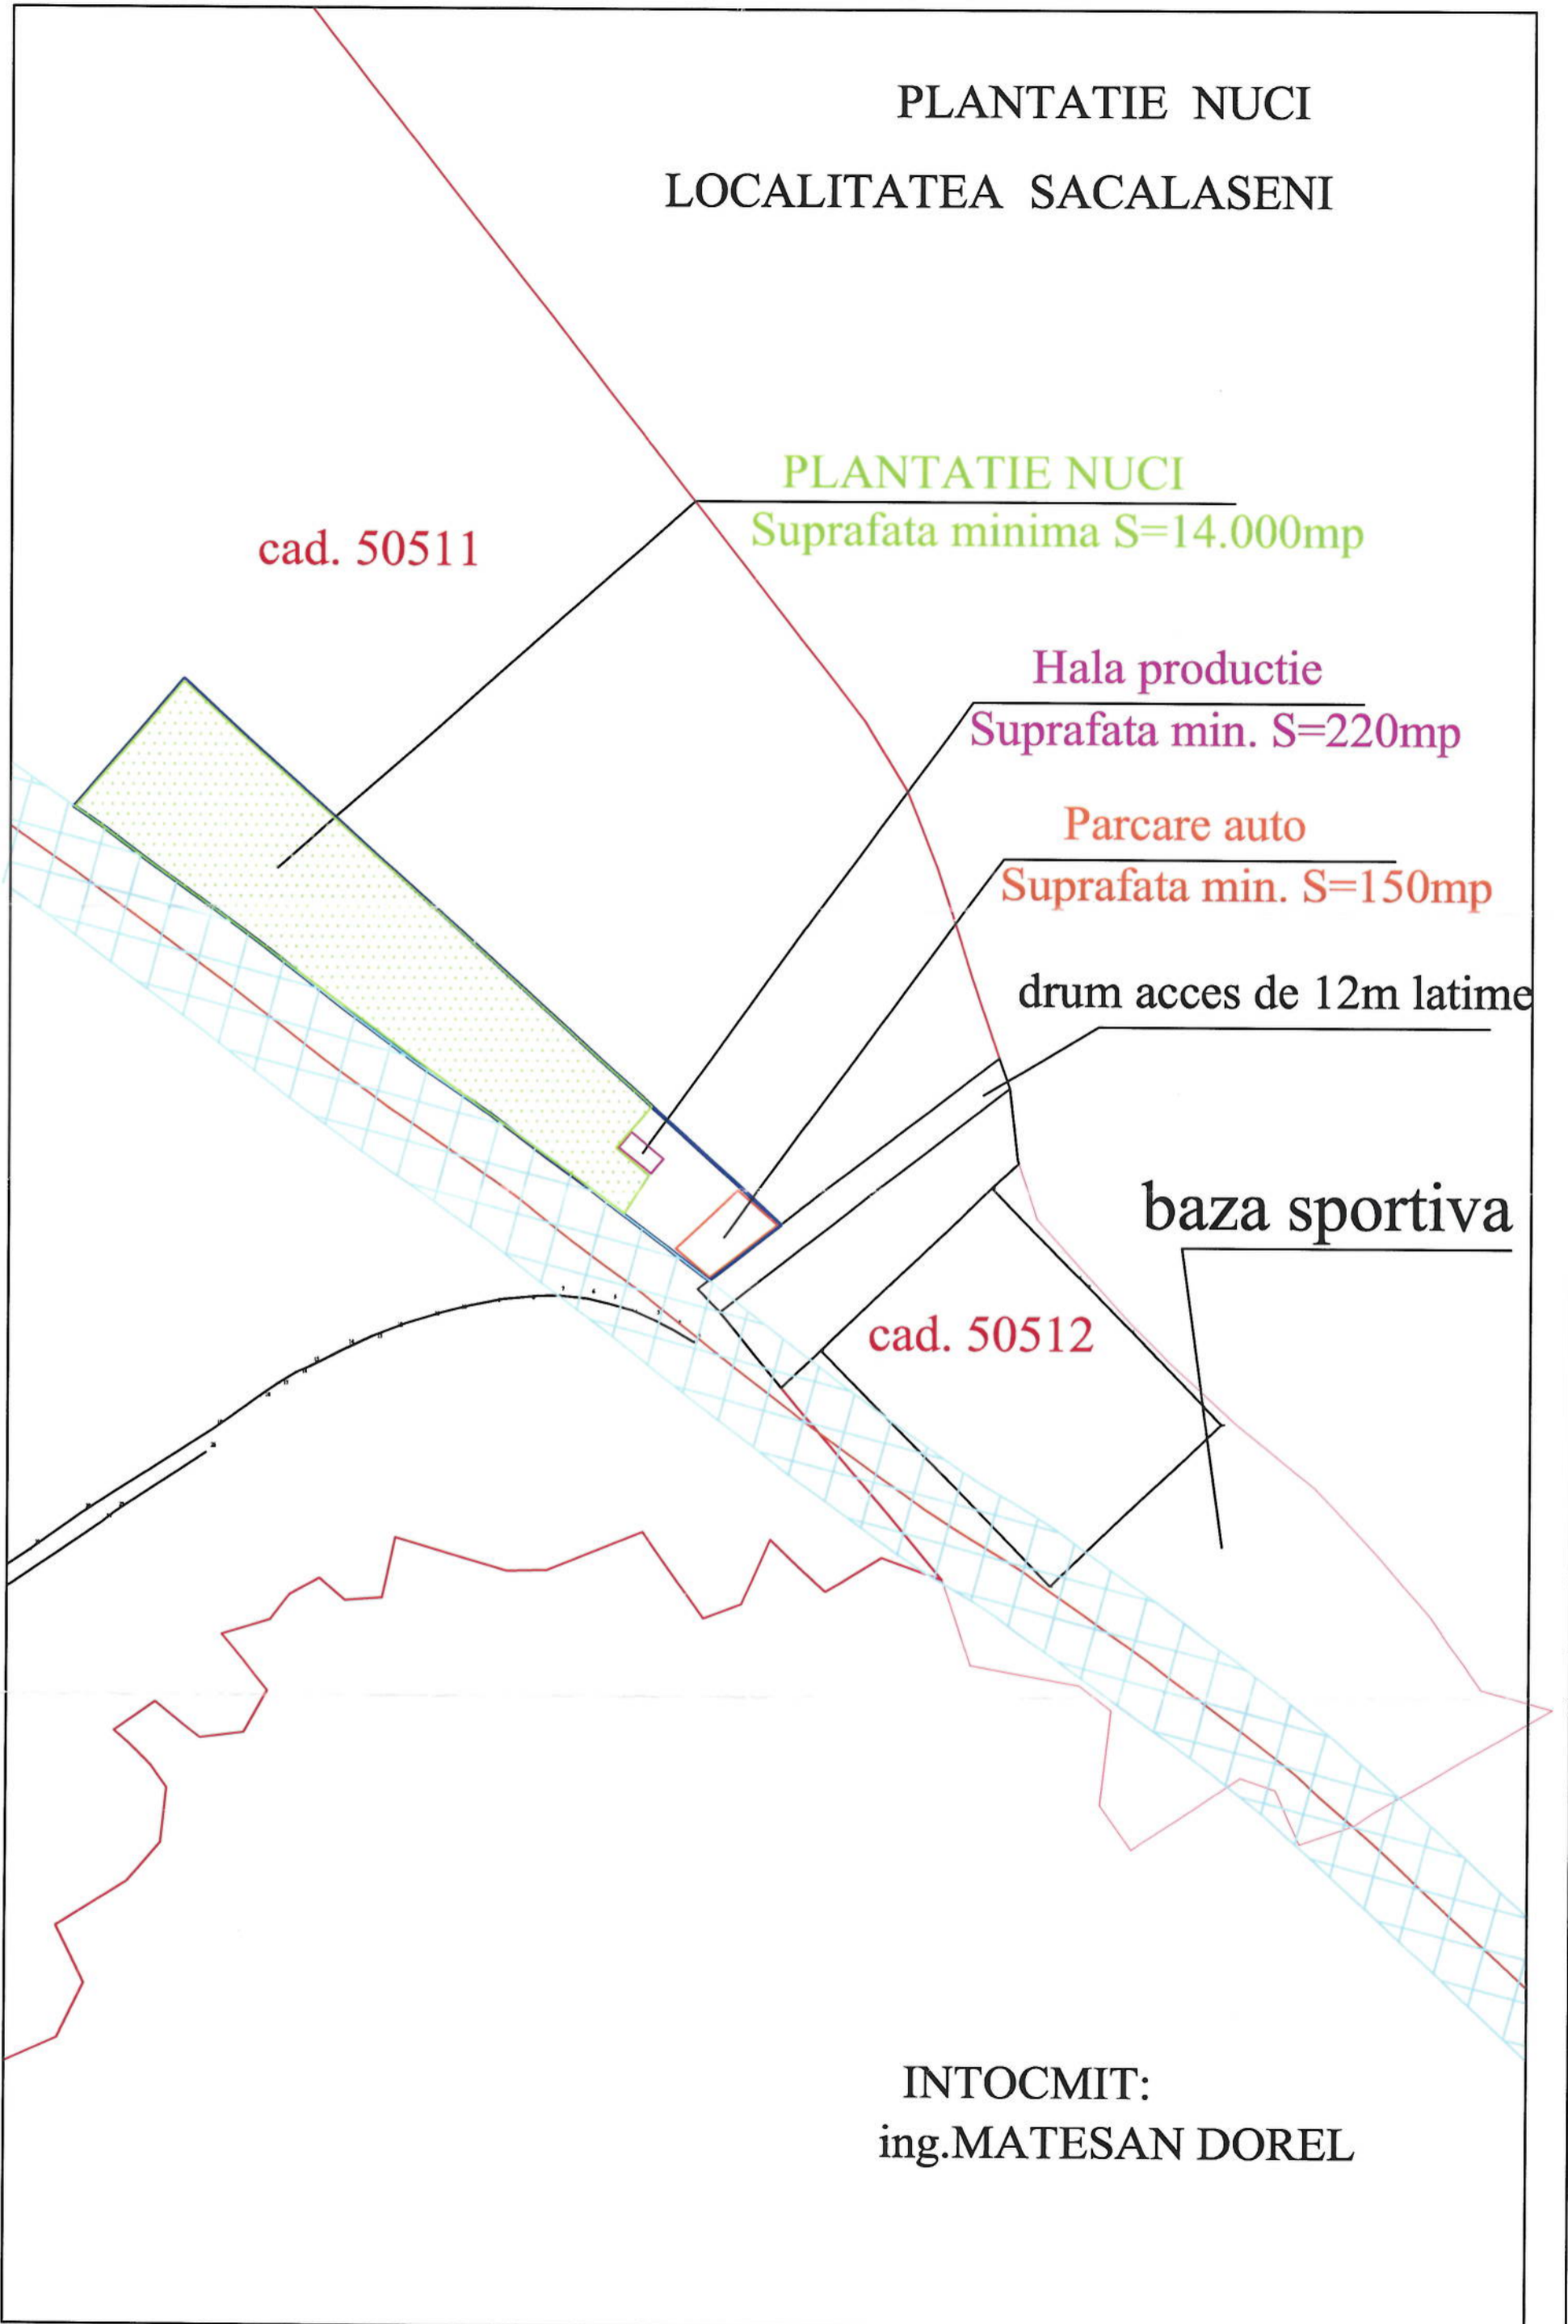 PLANTATIE NUCI
LOCALITATEA SACALASENI
PLANTATIE NUCI
Suprafata minima S=14.000mp
cad. 50511
Hala productie
Suprafata min. S=220mp
Parcare auto
Suprafata min. S=150mp
drum acces de 12m latime
baza sportiva
cad. 50512
INTOCMIT:
ing.MATESAN DOREL